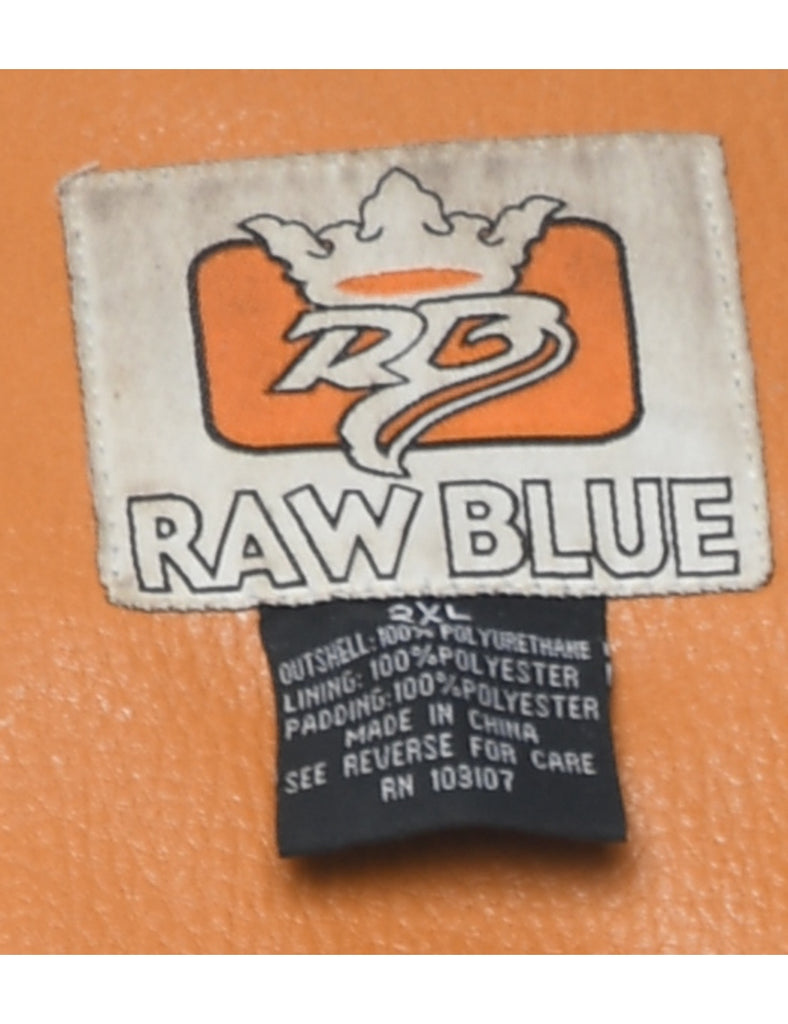 RB
RAW BLUE
2XL
OUTSHELL: 100% POLYURETHANE
LINING: 100% POLYESTER
PADDING: 100% POLYESTER
MADE IN CHINA
SEE REVERSE FOR CARE
RN 103107